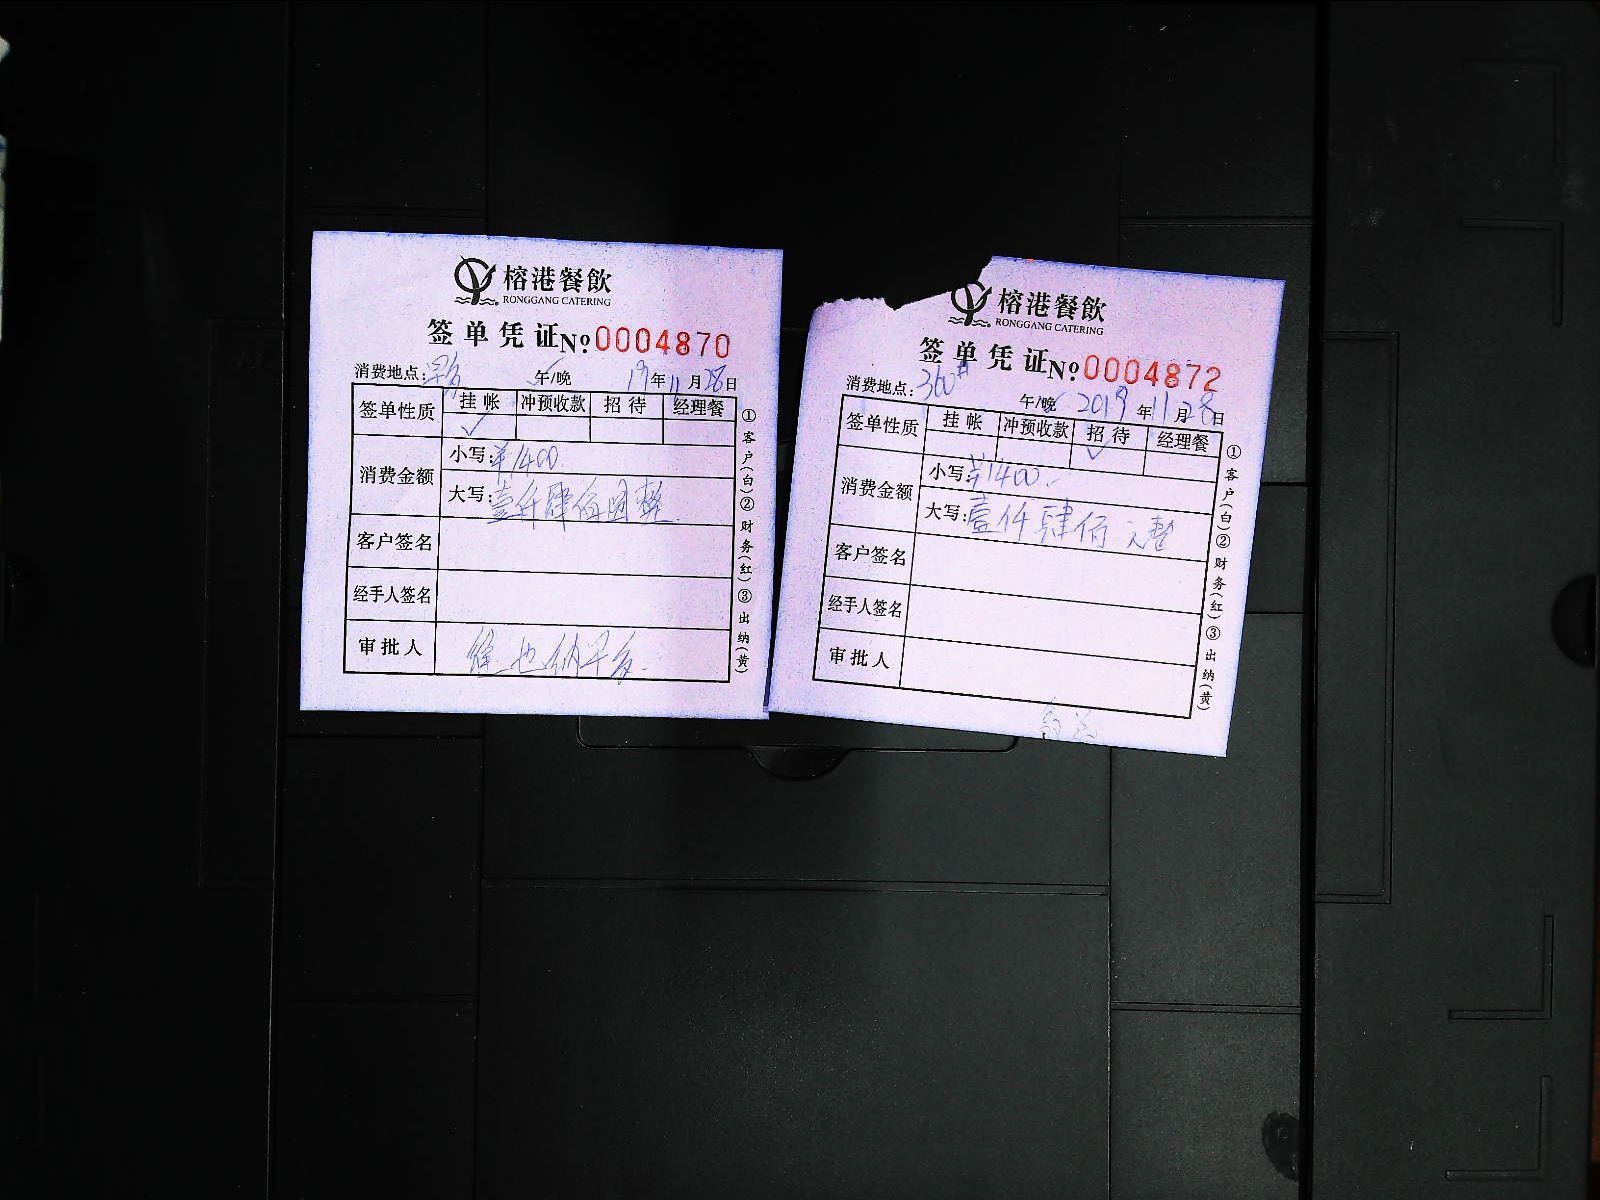 榕港餐飲
RONGGANG CATERING
签单凭证 No 0004870
消费地点: 午/晚 19年11月28日
签单性质 挂帐 冲预收款 招待 经理餐
✓
消费金额
小写:¥1400
大写:壹仟肆佰圆整
客户签名
经手人签名
审批人
①客户(白)②财务(红)③出纳(黄)
榕港餐飲
RONGGANG CATERING
签单凭证 No 0004872
消费地点: 360# 午/晚 2019年11月28日
签单性质 挂帐 冲预收款 招待 经理餐
✓
消费金额
小写:¥1400.-
大写:壹仟肆佰元整
客户签名
经手人签名
审批人
①客户(白)②财务(红)③出纳(黄)